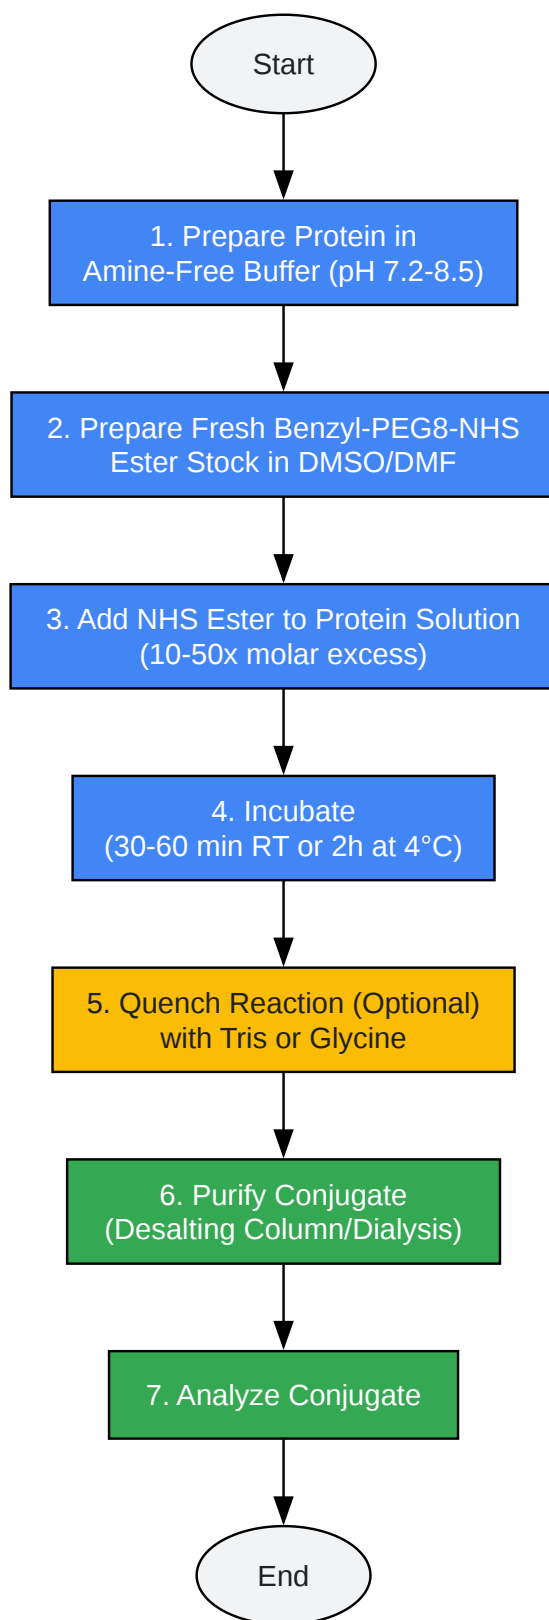 Start
1. Prepare Protein in
Amine-Free Buffer (pH 7.2-8.5)
2. Prepare Fresh Benzyl-PEG8-NHS
Ester Stock in DMSO/DMF
3. Add NHS Ester to Protein Solution
(10-50x molar excess)
4. Incubate
(30-60 min RT or 2h at 4°C)
5. Quench Reaction (Optional)
with Tris or Glycine
6. Purify Conjugate
(Desalting Column/Dialysis)
7. Analyze Conjugate
End